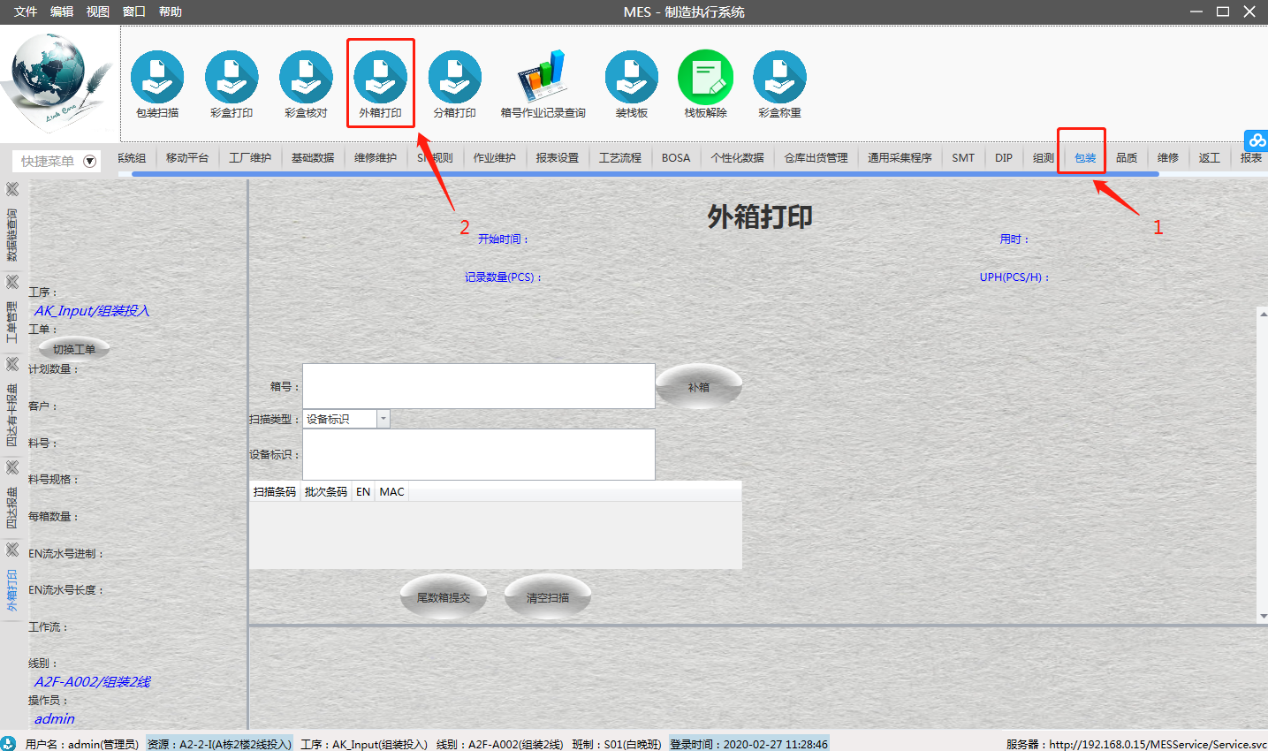 文件 编辑 视图 窗口 帮助
MES - 制造执行系统
包装扫描 彩盒打印 彩盒核对 外箱打印 分箱打印 箱号作业记录查询 装栈板 栈板解除 彩盒称重
快捷菜单
系统组 移动平台 工厂维护 基础数据 维修维护 规则 作业维护 报表设置 工艺流程 BOSA 个性化数据 仓库出货管理 通用采集程序 SMT DIP 组测 包装 品质 维修 返工 报表
2
1
数据链查询
工单管理
四达有卡报盘
四达报盘
外箱打印
工序：
AK_Input/组装投入
工单：
切换工单
计划数量：
客户：
料号：
料号规格：
每箱数量：
EN流水号进制：
EN流水号长度：
工作流：
线别：
A2F-A002/组装2线
操作员：
admin
外箱打印
开始时间： 用时：
记录数量(PCS)： UPH(PCS/H)：
箱号： 补箱
扫描类型： 设备标识
设备标识：
扫描条码 批次条码 EN MAC
尾数箱提交 清空扫描
用户名：admin(管理员) 资源：A2-2-I(A栋2楼2线投入) 工序：AK_Input(组装投入) 线别：A2F-A002(组装2线) 班制：S01(白晚班) 登录时间：2020-02-27 11:28:46 服务器：http://192.168.0.15/MESService/Service.svc